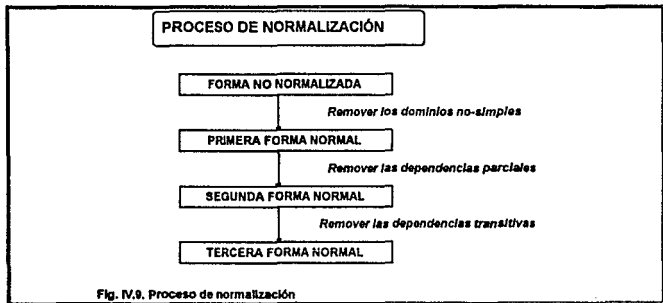 PROCESO DE NORMALIZACIÓN
FORMA NO NORMALIZADA
Remover los dominios no-simples
PRIMERA FORMA NORMAL
Remover las dependencias parciales
SEGUNDA FORMA NORMAL
Remover las dependencias transitivas
TERCERA FORMA NORMAL
Fig. IV.9. Proceso de normalización